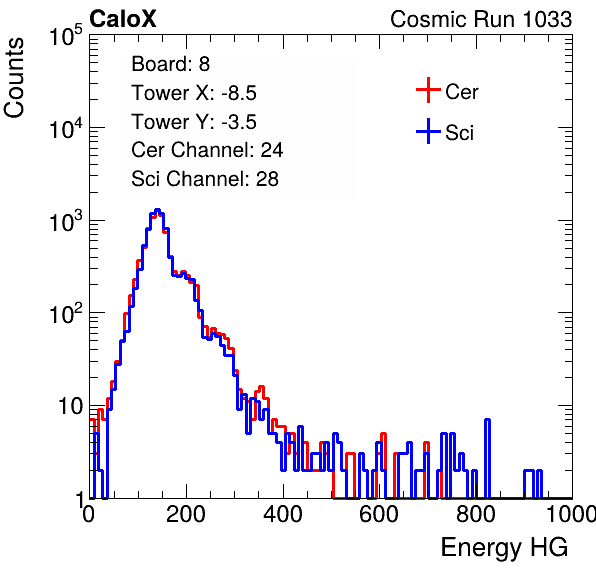 CaloX Cosmic Run 1033
Counts
10^5
10^4
10^3
10^2
10
1
Board: 8
Tower X: -8.5
Tower Y: -3.5
Cer Channel: 24
Sci Channel: 28
Cer
Sci
0 200 400 600 800 1000
Energy HG